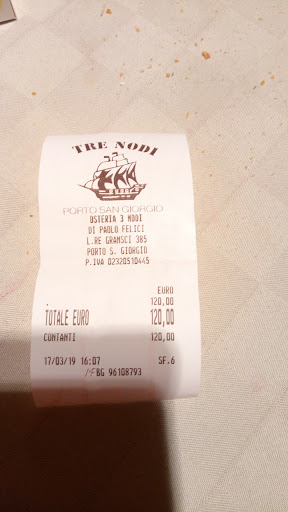 TRE NODI
PORTO SAN GIORGIO
OSTERIA 3 NODI
DI PAOLO FELICI
L.RE GRAMSCI 385
PORTO S. GIORGIO
P.IVA 02320510445
EURO
120,00
TOTALE EURO 120,00
CONTANTI 120,00
17/03/19 16:07 SF.6
BG 96108793